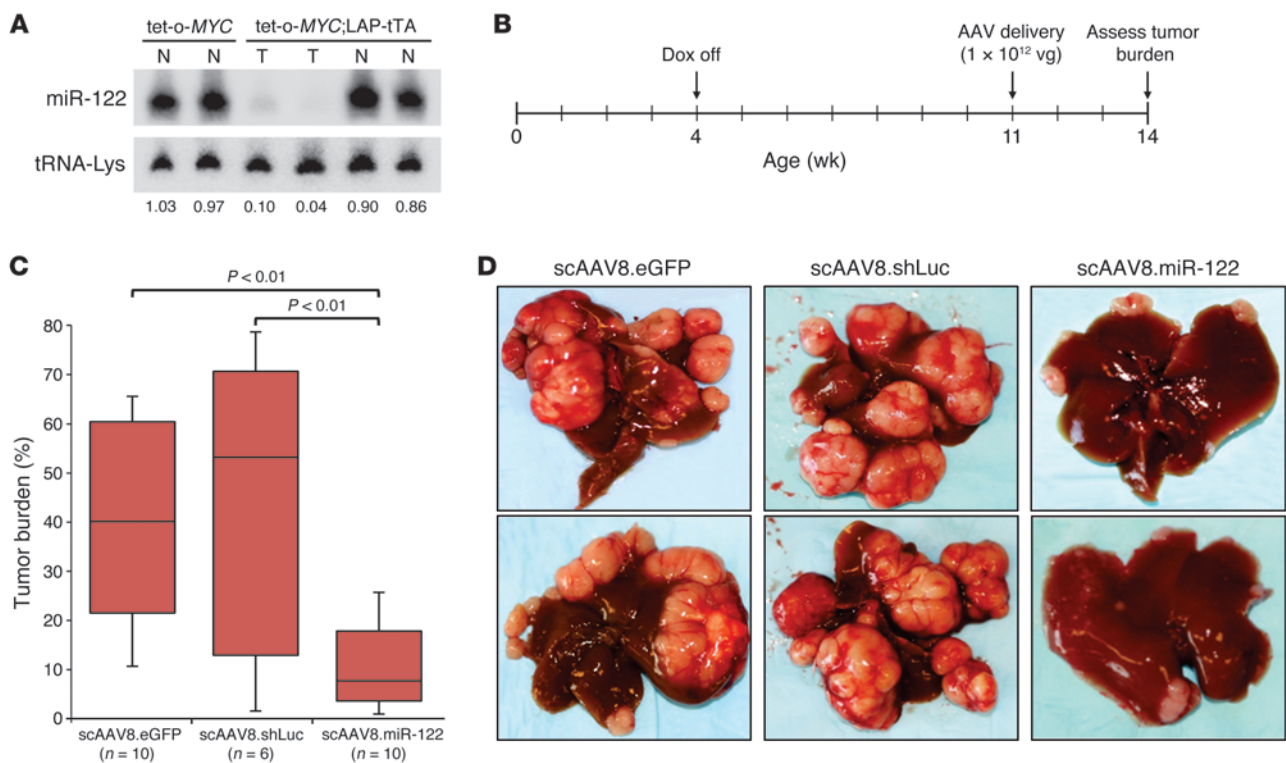 A
tet-o-MYC tet-o-MYC;LAP-tTA
N N T T N N
miR-122
tRNA-Lys
1.03 0.97 0.10 0.04 0.90 0.86
B
Dox off
AAV delivery
(1 × 10¹² vg)
Assess tumor
burden
0 4 11 14
Age (wk)
C
P < 0.01
P < 0.01
Tumor burden (%)
80
70
60
50
40
30
20
10
0
scAAV8.eGFP
(n = 10)
scAAV8.shLuc
(n = 6)
scAAV8.miR-122
(n = 10)
D
scAAV8.eGFP scAAV8.shLuc scAAV8.miR-122